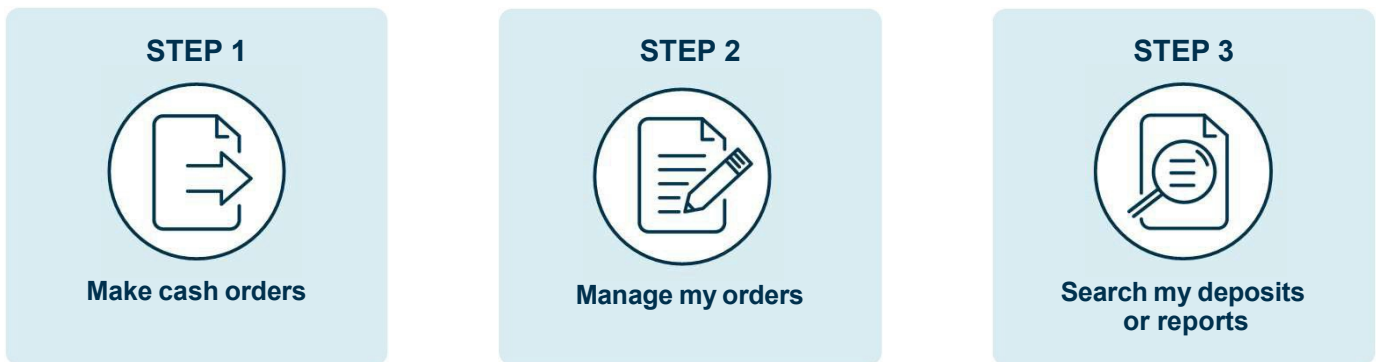 STEP 1
Make cash orders
STEP 2
Manage my orders
STEP 3
Search my deposits
or reports